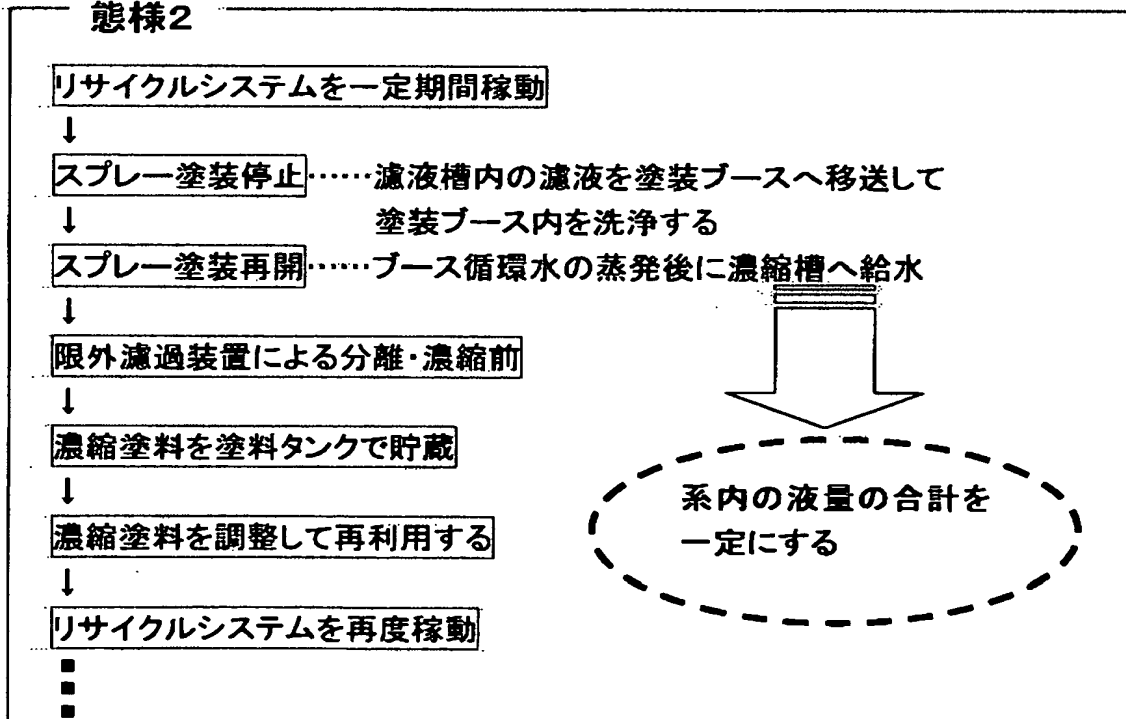 態様2
リサイクルシステムを一定期間稼動
↓
スプレー塗装停止……濾液槽内の濾液を塗装ブースへ移送して
↓ 塗装ブース内を洗浄する
スプレー塗装再開……ブース循環水の蒸発後に濃縮槽へ給水
↓
限外濾過装置による分離・濃縮前
↓
濃縮塗料を塗料タンクで貯蔵
↓
濃縮塗料を調整して再利用する
↓
リサイクルシステムを再度稼動
系内の液量の合計を
一定にする